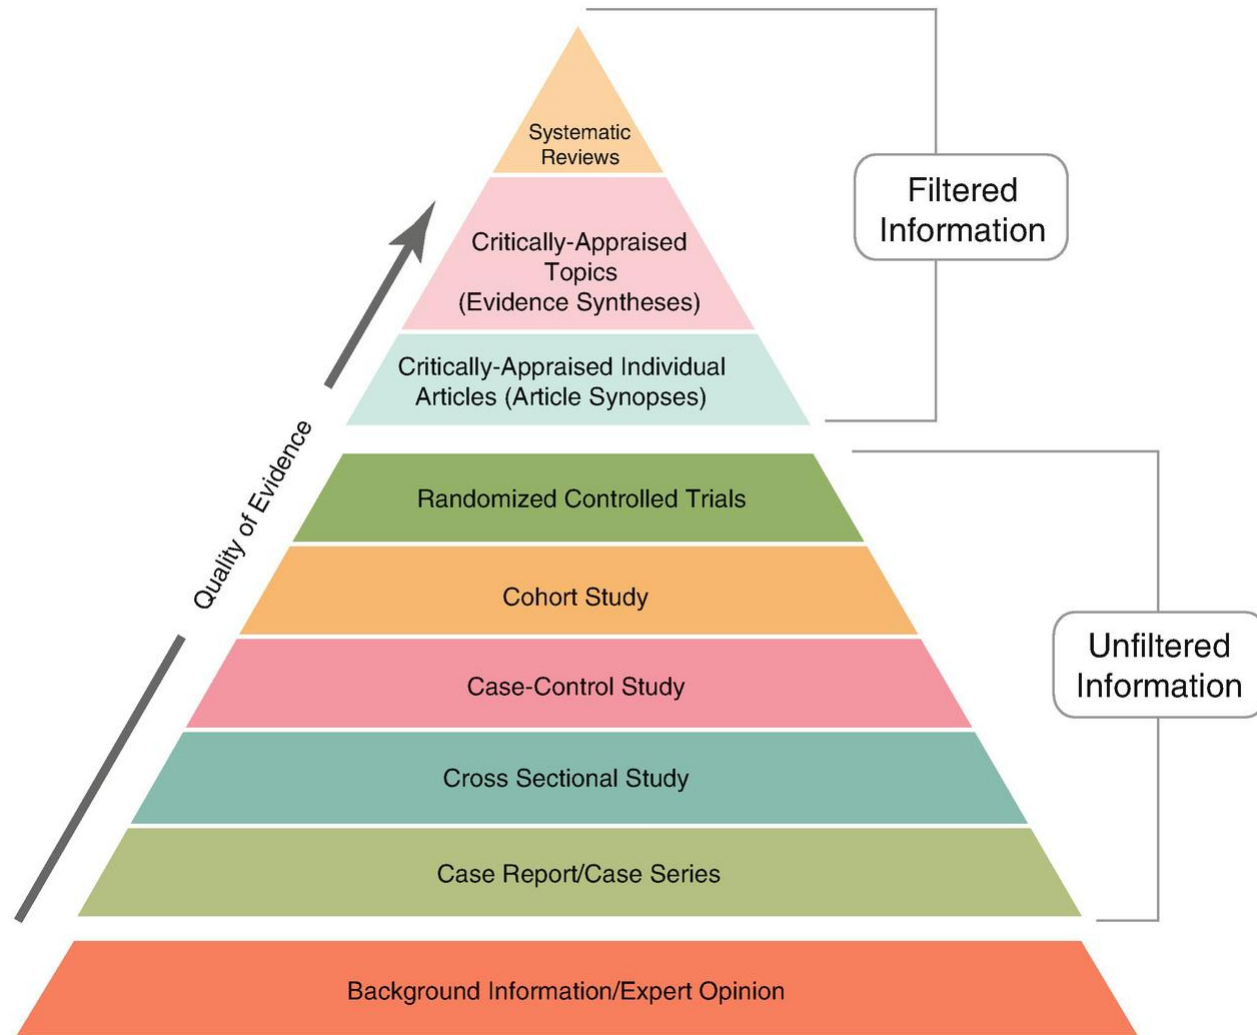 Systematic
Reviews
Critically-Appraised
Topics
(Evidence Syntheses)
Critically-Appraised Individual
Articles (Article Synopses)
Randomized Controlled Trials
Cohort Study
Case-Control Study
Cross Sectional Study
Case Report/Case Series
Background Information/Expert Opinion
Quality of Evidence
Filtered
Information
Unfiltered
Information